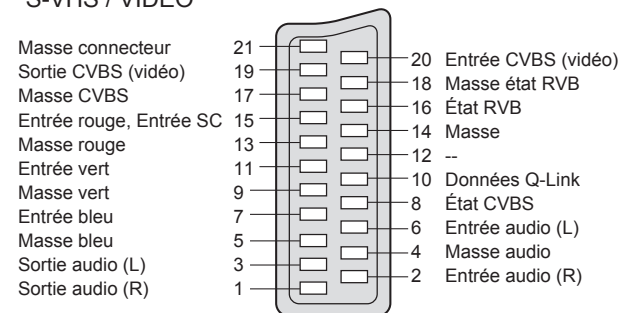 S-VHS / VIDEO
Masse connecteur 21
Sortie CVBS (vidéo) 19
Masse CVBS 17
Entrée rouge, Entrée SC 15
Masse rouge 13
Entrée vert 11
Masse vert 9
Entrée bleu 7
Masse bleu 5
Sortie audio (L) 3
Sortie audio (R) 1
20 Entrée CVBS (vidéo)
18 Masse état RVB
16 État RVB
14 Masse
12 --
10 Données Q-Link
8 État CVBS
6 Entrée audio (L)
4 Masse audio
2 Entrée audio (R)